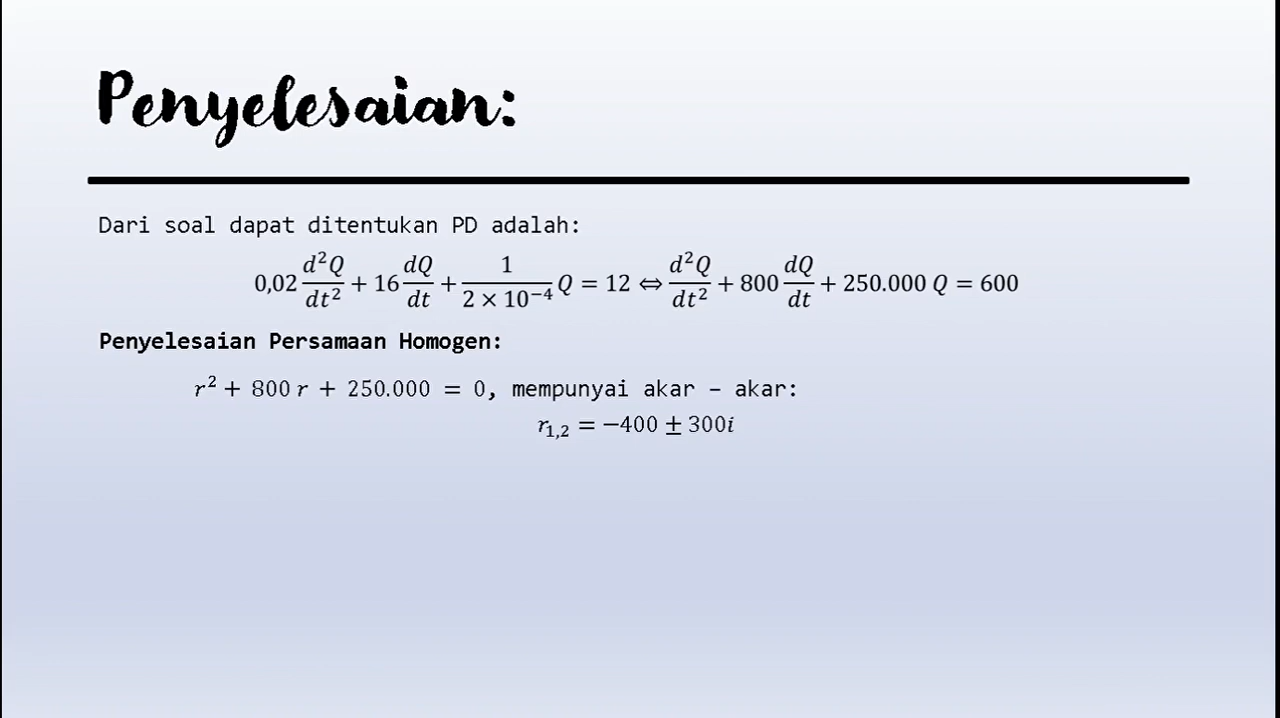 Penyelesaian:
Dari soal dapat ditentukan PD adalah:
0,02 d²Q/dt² + 16 dQ/dt + 1/(2 × 10⁻⁴) Q = 12 ⇔ d²Q/dt² + 800 dQ/dt + 250.000 Q = 600
Penyelesaian Persamaan Homogen:
r² + 800 r + 250.000 = 0, mempunyai akar – akar:
r₁,₂ = −400 ± 300i